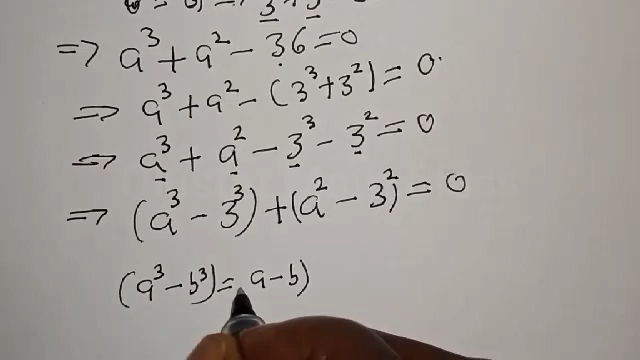 => a³ + a² - 36 = 0
=> a³ + a² - (3³ + 3²) = 0
=> a³ + a² - 3³ - 3² = 0
=> (a³ - 3³) + (a² - 3²) = 0
(a³ - b³) = a - b)